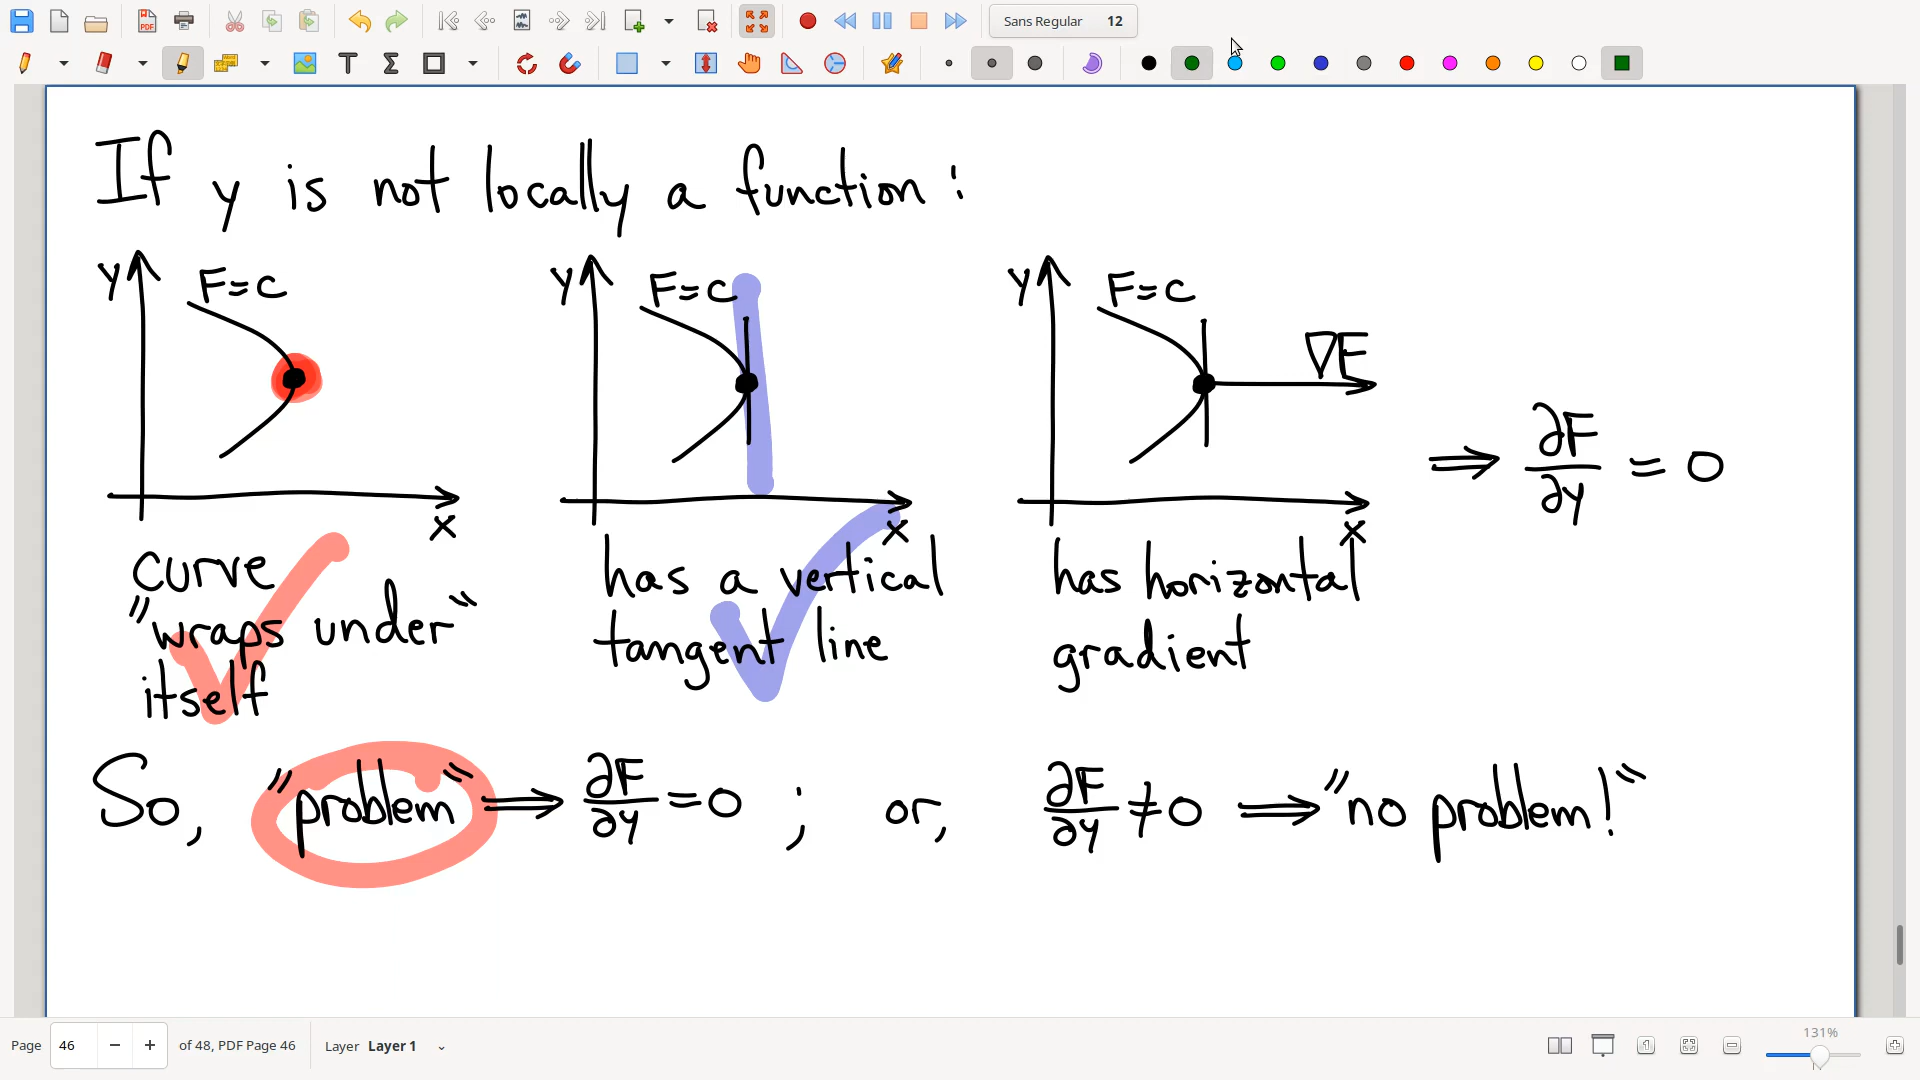 Sans Regular 12
If y is not locally a function:
y F=c x
y F=c x
y F=c ∇F x
⟹ ∂F/∂y = 0
curve
"wraps under"
itself
has a vertical
tangent line
has horizontal
gradient
So, "problem" ⟹ ∂F/∂y = 0 ; or, ∂F/∂y ≠ 0 ⟹ "no problem!"
131%
Page 46 of 48, PDF Page 46 Layer Layer 1